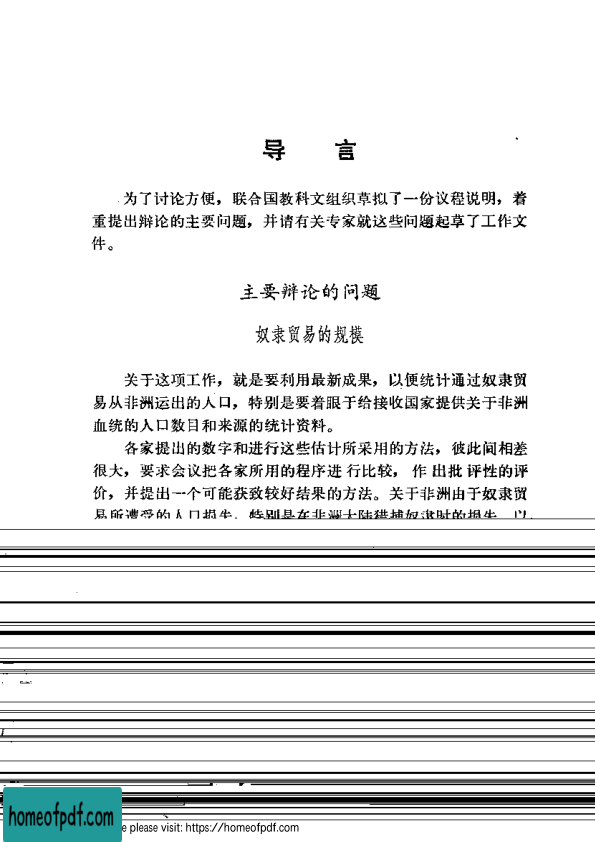 导 言
为了讨论方便，联合国教科文组织草拟了一份议程说明，着
重提出辩论的主要问题，并请有关专家就这些问题起草了工作文
件。
主要辩论的问题
奴隶贸易的规模
关于这项工作，就是要利用最新成果，以便统计通过奴隶贸
易从非洲运出的人口，特别是要着眼于给接收国家提供关于非洲
血统的人口数目和来源的统计资料。
各家提出的数字和进行这些估计所采用的方法，彼此间相差
很大，要求会议把各家所用的程序进行比较，作出批评性的评
价，并提出一个可能获致较好结果的方法。关于非洲由于奴隶贸
易所遭受的人口损失，特别是在非洲大陆猎捕奴隶时的损失，以
homeofpdf.com
e please visit: https://homeofpdf.com